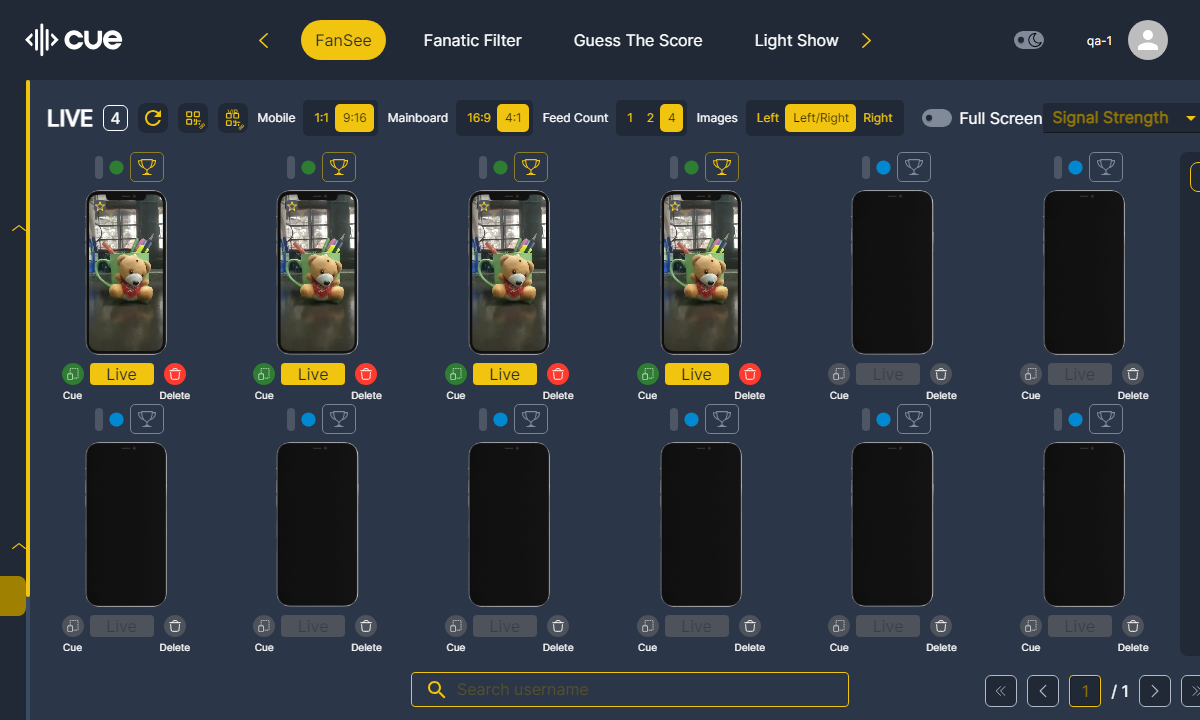 CUE
FanSee Fanatic Filter Guess The Score Light Show
qa-1
LIVE 4 Mobile 1:1 9:16 Mainboard 16:9 4:1 Feed Count 1 2 4 Images Left Left/Right Right Full Screen Signal Strength
Live Live Live Live Live Live
Cue Delete Cue Delete Cue Delete Cue Delete Cue Delete Cue Delete
Live Live Live Live Live Live
Cue Delete Cue Delete Cue Delete Cue Delete Cue Delete Cue Delete
Search username
1 / 1